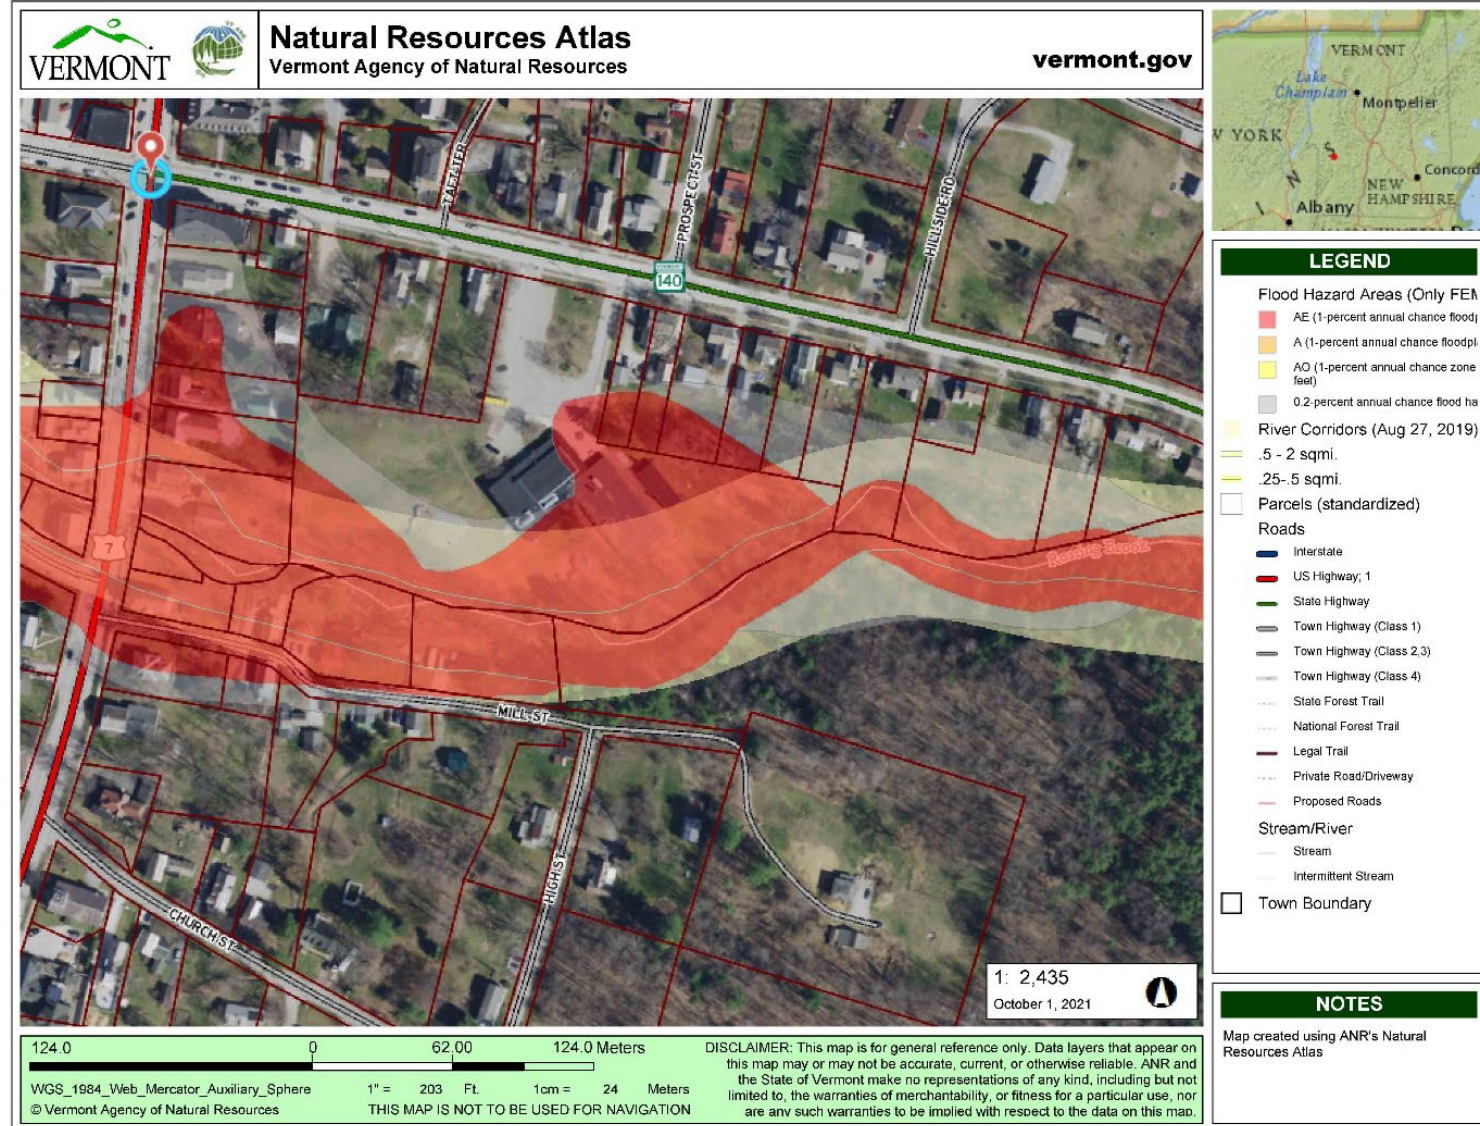 VERMONT
Natural Resources Atlas
Vermont Agency of Natural Resources
vermont.gov
VERMONT
Lake
Champlain
Montpelier
W YORK
S
N
I
Concord
NEW
HAMPSHIRE
Albany
TAFT TER
PROSPECT ST
HILLSIDE RD
VERMONT
140
7
Roaring Brook
MILL ST
HIGH ST
CHURCH ST
1: 2,435
October 1, 2021
LEGEND
Flood Hazard Areas (Only FEM
AE (1-percent annual chance floodp
A (1-percent annual chance floodpl
AO (1-percent annual chance zone
feet)
0.2-percent annual chance flood ha
River Corridors (Aug 27, 2019)
.5 - 2 sqmi.
.25-.5 sqmi.
Parcels (standardized)
Roads
Interstate
US Highway; 1
State Highway
Town Highway (Class 1)
Town Highway (Class 2,3)
Town Highway (Class 4)
State Forest Trail
National Forest Trail
Legal Trail
Private Road/Driveway
Proposed Roads
Stream/River
Stream
Intermittent Stream
Town Boundary
NOTES
Map created using ANR's Natural
Resources Atlas
124.0 0 62.00 124.0 Meters
WGS_1984_Web_Mercator_Auxiliary_Sphere 1" = 203 Ft. 1cm = 24 Meters
© Vermont Agency of Natural Resources THIS MAP IS NOT TO BE USED FOR NAVIGATION
DISCLAIMER: This map is for general reference only. Data layers that appear on
this map may or may not be accurate, current, or otherwise reliable. ANR and
the State of Vermont make no representations of any kind, including but not
limited to, the warranties of merchantability, or fitness for a particular use, nor
are any such warranties to be implied with respect to the data on this map.